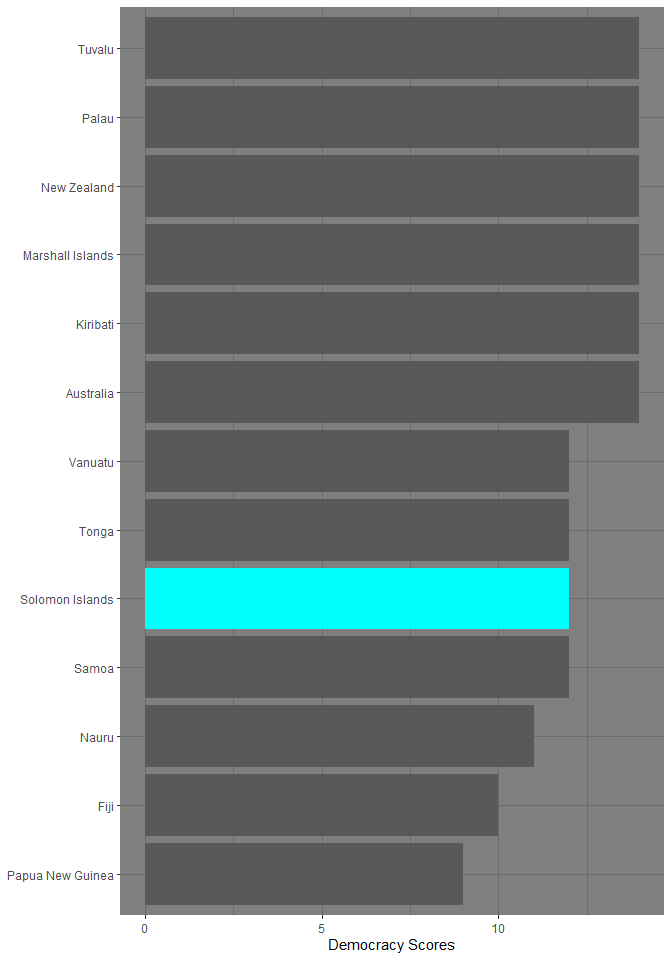 Tuvalu
Palau
New Zealand
Marshall Islands
Kiribati
Australia
Vanuatu
Tonga
Solomon Islands
Samoa
Nauru
Fiji
Papua New Guinea
0 5 10
Democracy Scores